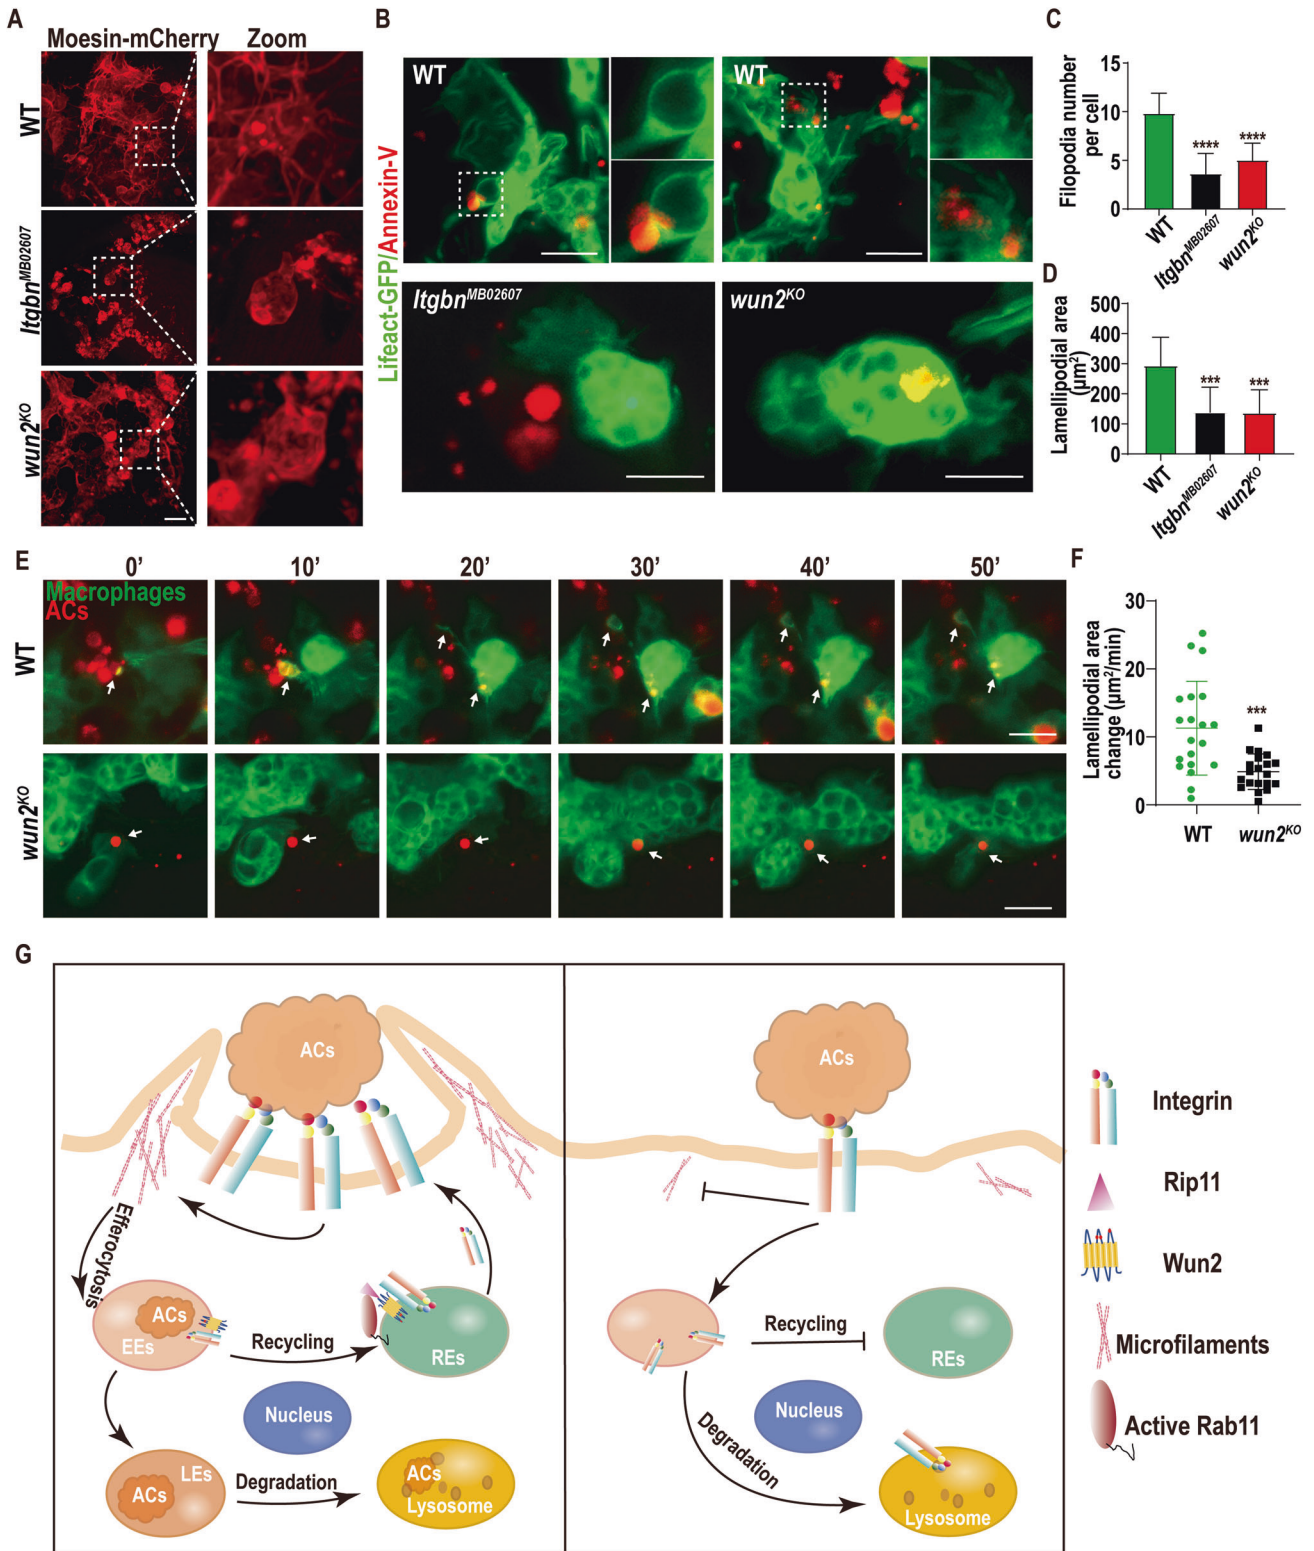 A
Moesin-mCherry
Zoom
WT
Itgbn^MB02607
wun2^KO
B
Lifeact-GFP/Annexin-V
WT
WT
Itgbn^MB02607
wun2^KO
C
Filopodia number
per cell
15
10
5
0
****
****
WT
Itgbn^MB02607
wun2^KO
D
Lamellipodial area
(µm²)
500
400
300
200
100
0
***
***
WT
Itgbn^MB02607
wun2^KO
E
0’
10’
20’
30’
40’
50’
Macrophages
ACs
WT
wun2^KO
F
Lamellipodial area
change (µm²/min)
30
20
10
0
***
WT
wun2^KO
G
ACs
Efferocytosis
ACs
EEs
Recycling
REs
Nucleus
LEs
ACs
Degradation
ACs
Lysosome
ACs
Recycling
REs
Nucleus
Degradation
Lysosome
Integrin
Rip11
Wun2
Microfilaments
Active Rab11